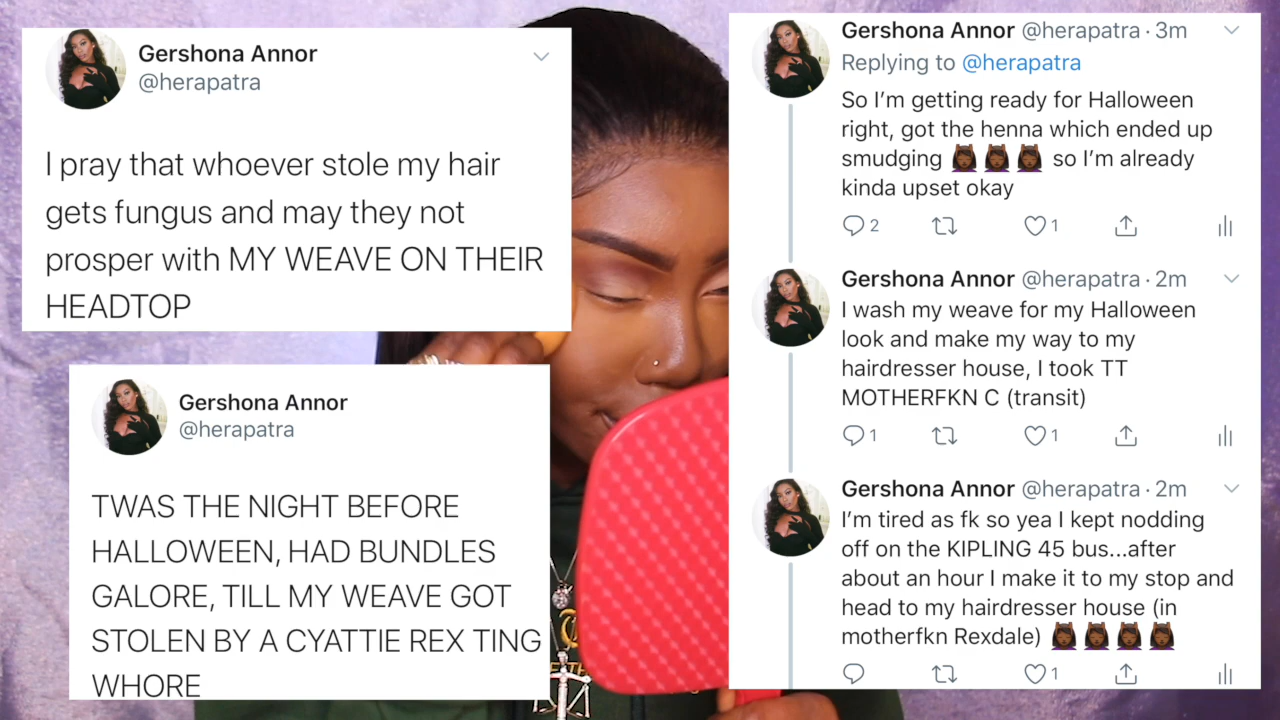 Gershona Annor
@herapatra
I pray that whoever stole my hair
gets fungus and may they not
prosper with MY WEAVE ON THEIR
HEADTOP
Gershona Annor
@herapatra
TWAS THE NIGHT BEFORE
HALLOWEEN, HAD BUNDLES
GALORE, TILL MY WEAVE GOT
STOLEN BY A CYATTIE REX TING
WHORE
Gershona Annor @herapatra · 3m
Replying to @herapatra
So I’m getting ready for Halloween
right, got the henna which ended up
smudging 💆🏾‍♀️ 💆🏾‍♀️ 💆🏾‍♀️ so I’m already
kinda upset okay
2 1
Gershona Annor @herapatra · 2m
I wash my weave for my Halloween
look and make my way to my
hairdresser house, I took TT
MOTHERFKN C (transit)
1 1
Gershona Annor @herapatra · 2m
I’m tired as fk so yea I kept nodding
off on the KIPLING 45 bus...after
about an hour I make it to my stop and
head to my hairdresser house (in
motherfkn Rexdale) 💆🏾‍♀️ 💆🏾‍♀️ 💆🏾‍♀️ 💆🏾‍♀️
1